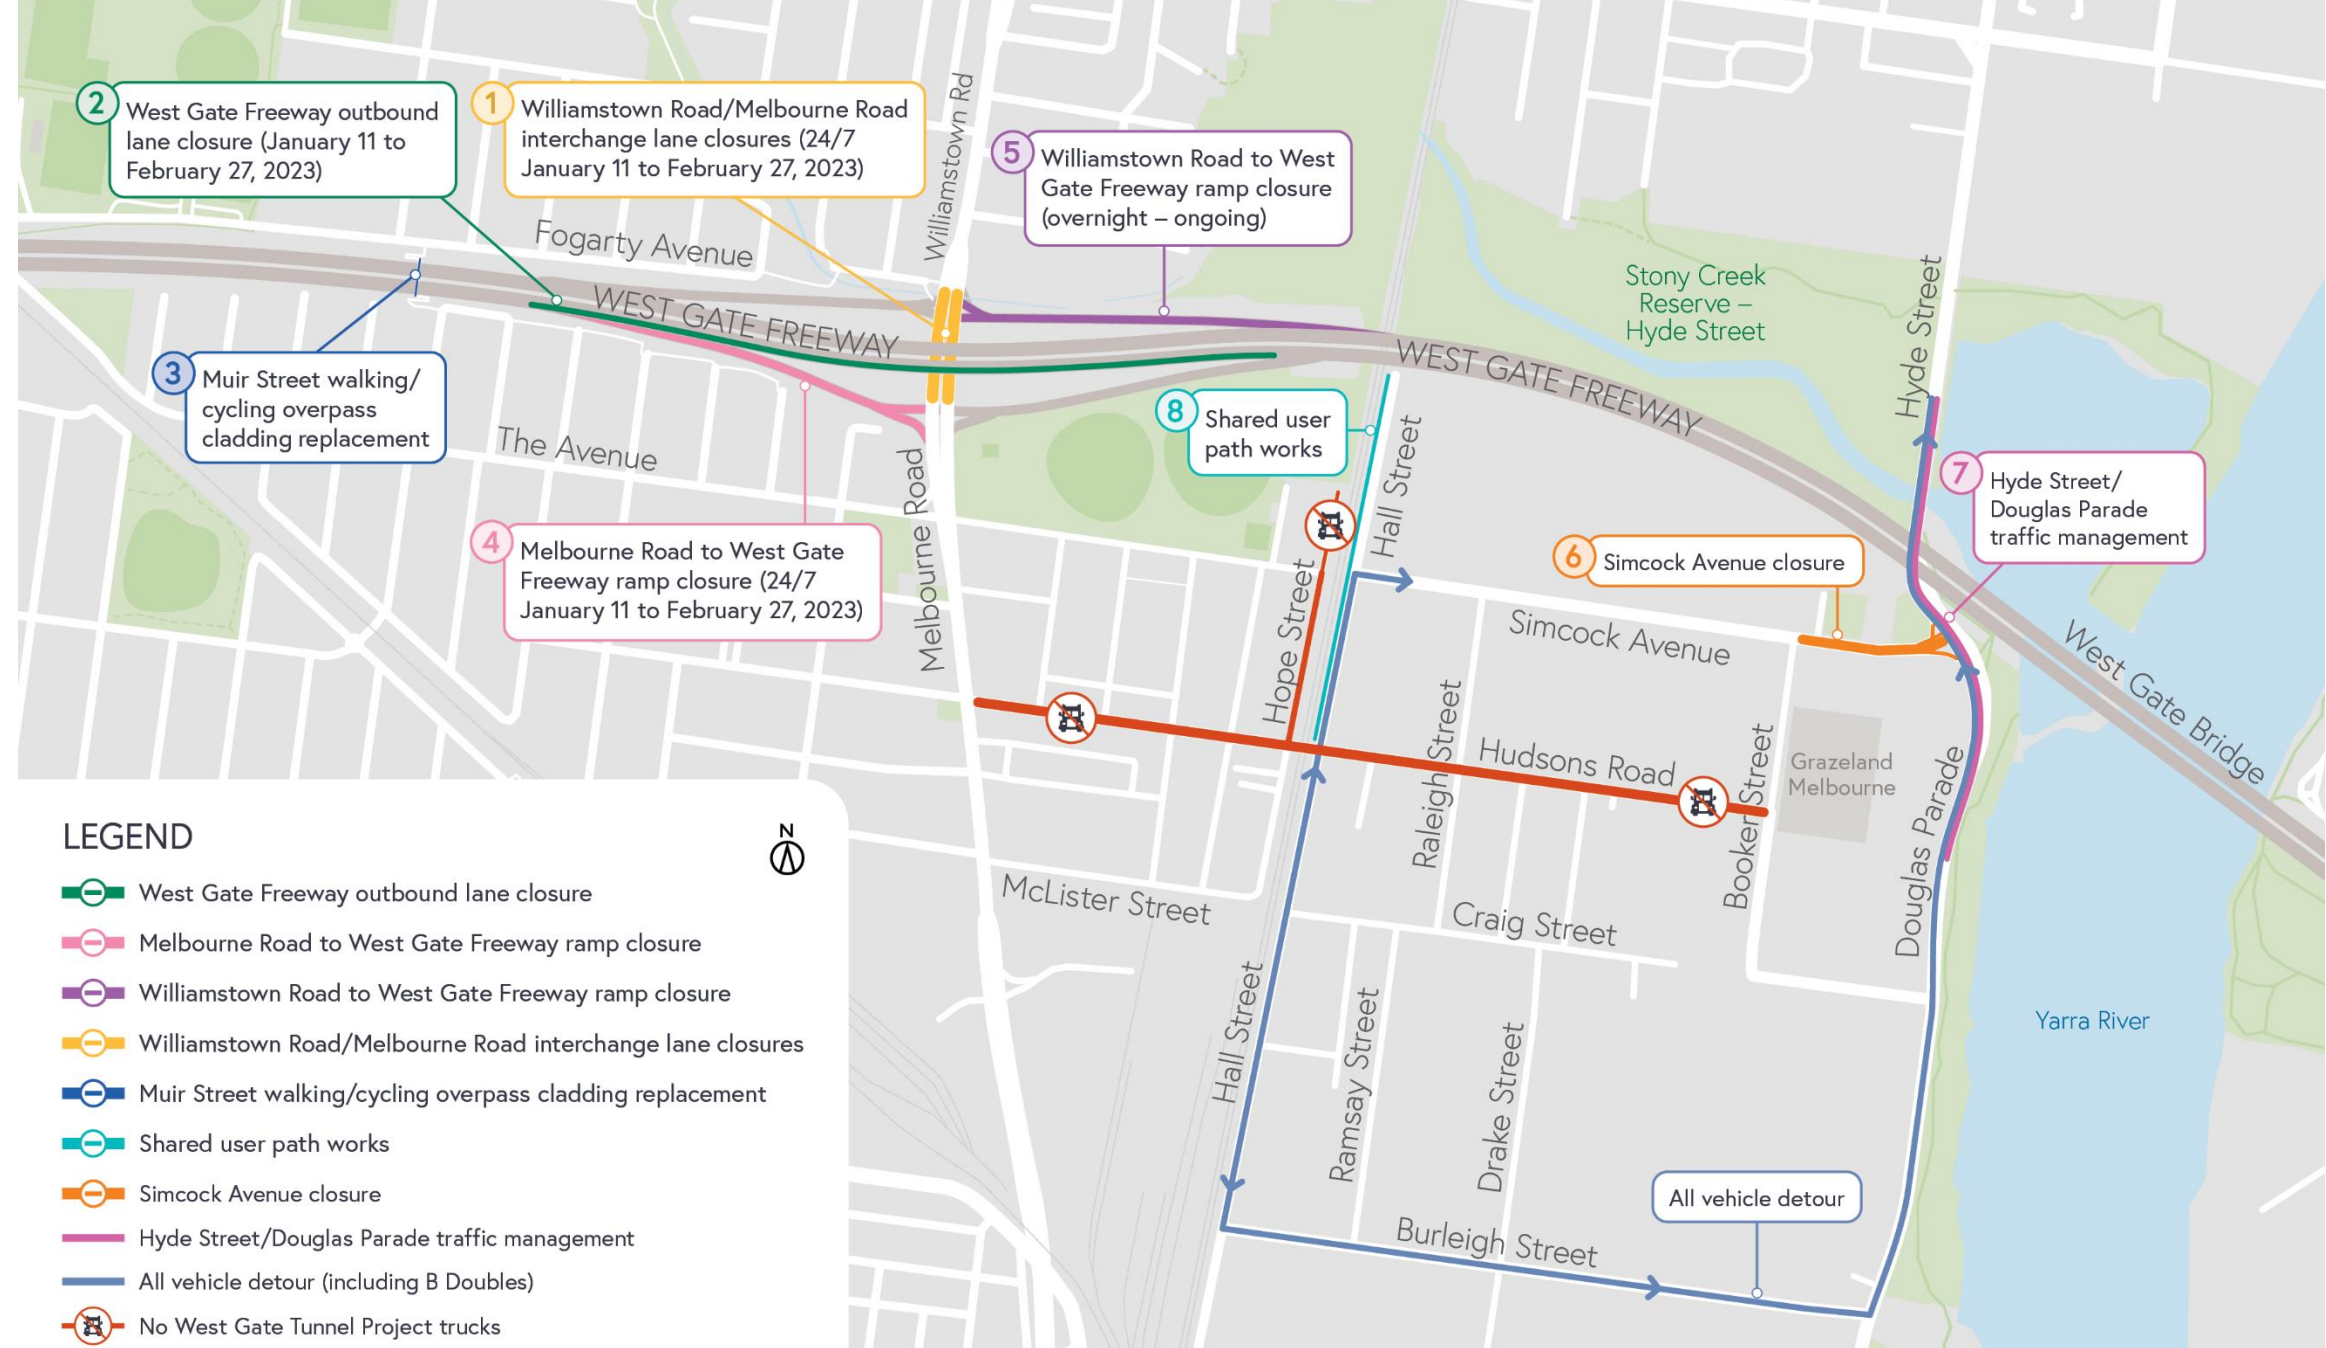 2
West Gate Freeway outbound
lane closure (January 11 to
February 27, 2023)
1
Williamstown Road/Melbourne Road
interchange lane closures (24/7
January 11 to February 27, 2023)
Williamstown Rd
5
Williamstown Road to West
Gate Freeway ramp closure
(overnight – ongoing)
Fogarty Avenue
WEST GATE FREEWAY
Stony Creek
Reserve –
Hyde Street
Hyde Street
WEST GATE FREEWAY
3
Muir Street walking/
cycling overpass
cladding replacement
The Avenue
8
Shared user
path works
Hall Street
7
Hyde Street/
Douglas Parade
traffic management
4
Melbourne Road to West Gate
Freeway ramp closure (24/7
January 11 to February 27, 2023)
Melbourne Road
6
Simcock Avenue closure
Hope Street
Simcock Avenue
West Gate Bridge
Raleigh Street
Hudsons Road
Booker Street
Grazeland
Melbourne
Douglas Parade
McLister Street
Craig Street
Hall Street
Ramsay Street
Drake Street
Yarra River
All vehicle detour
Burleigh Street
LEGEND
N
West Gate Freeway outbound lane closure
Melbourne Road to West Gate Freeway ramp closure
Williamstown Road to West Gate Freeway ramp closure
Williamstown Road/Melbourne Road interchange lane closures
Muir Street walking/cycling overpass cladding replacement
Shared user path works
Simcock Avenue closure
Hyde Street/Douglas Parade traffic management
All vehicle detour (including B Doubles)
No West Gate Tunnel Project trucks